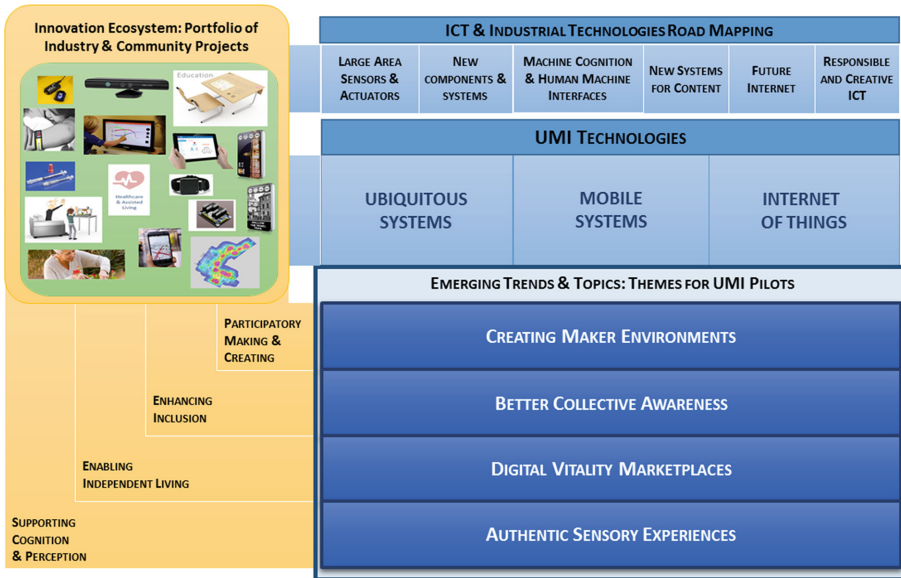 Innovation Ecosystem: Portfolio of
Industry & Community Projects
Education
Healthcare
& Assisted
Living
ICT & Industrial Technologies Road Mapping
Large Area
Sensors &
Actuators
New
components &
systems
Machine Cognition
& Human Machine
Interfaces
New Systems
for Content
Future
Internet
Responsible
and Creative
ICT
UMI Technologies
UBIQUITOUS
SYSTEMS
MOBILE
SYSTEMS
INTERNET
OF THINGS
Emerging Trends & Topics: Themes for UMI Pilots
Creating Maker Environments
Better Collective Awareness
Digital Vitality Marketplaces
Authentic Sensory Experiences
Participatory
Making &
Creating
Enhancing
Inclusion
Enabling
Independent Living
Supporting
Cognition
& Perception